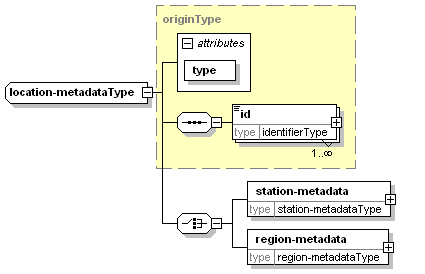 originType
attributes
type
location-metadataType
id
type identifierType
1..∞
station-metadata
type station-metadataType
region-metadata
type region-metadataType